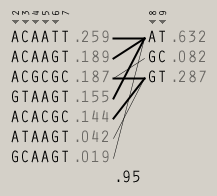 2 3 4 5 6 7 8 9
ACAATT .259 AT .632
ACAAGT .189 GC .082
ACGCGC .187 GT .287
GTAAGT .155
ACACGC .144
ATAAGT .042
GCAAGT .019
.95